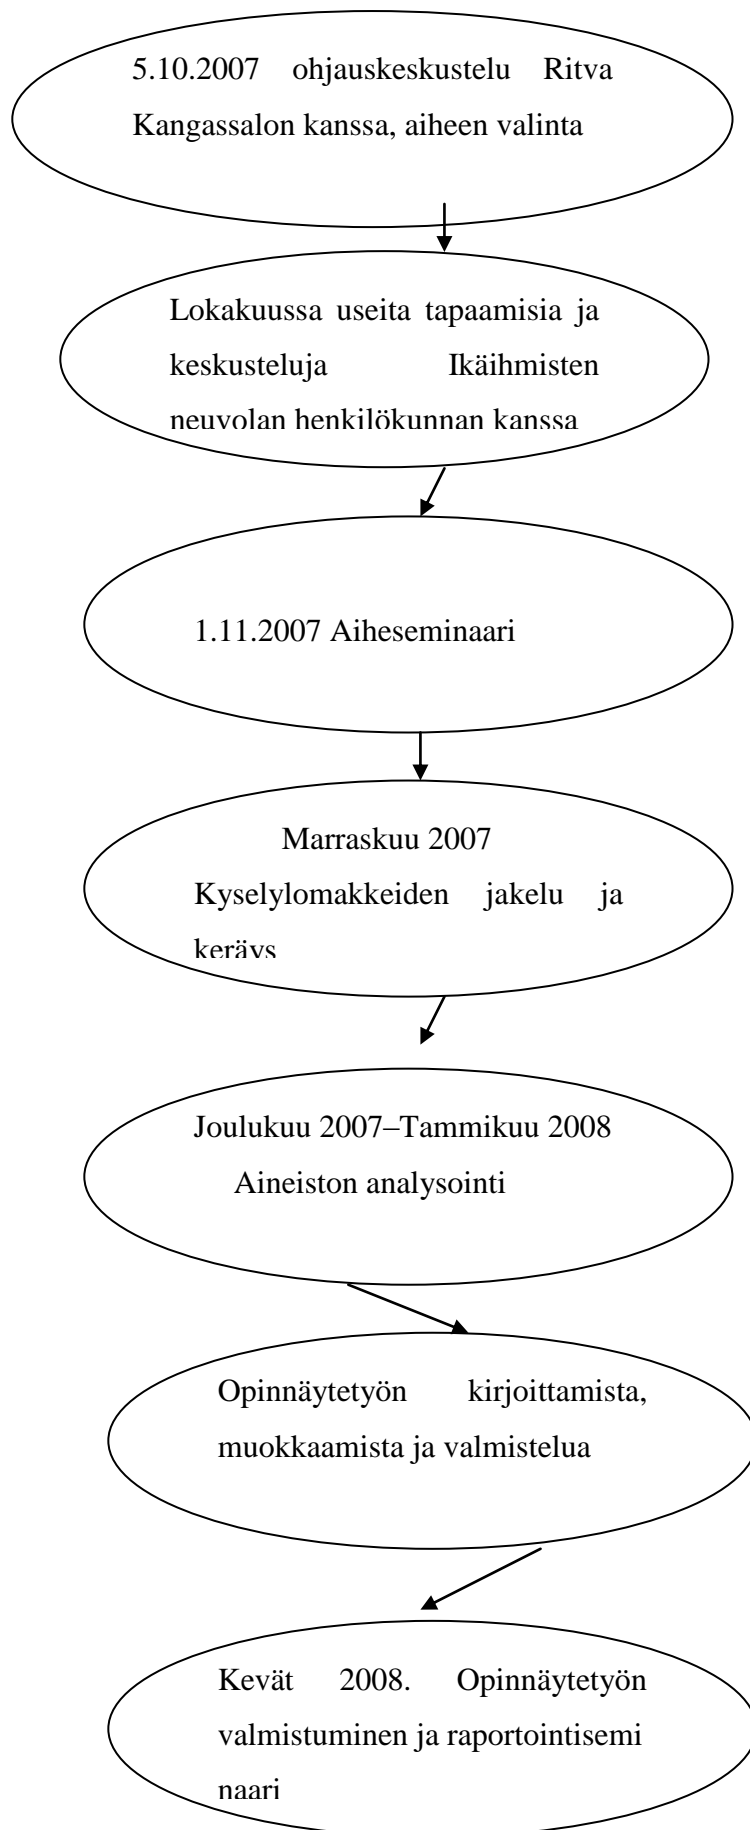 5.10.2007 ohjauskeskustelu Ritva
Kangassalon kanssa, aiheen valinta
Lokakuussa useita tapaamisia ja
keskusteluja Ikäihmisten
neuvolan henkilökunnan kanssa
1.11.2007 Aiheseminaari
Marraskuu 2007
Kyselylomakkeiden jakelu ja
keräys
Joulukuu 2007–Tammikuu 2008
Aineiston analysointi
Opinnäytetyön kirjoittamista,
muokkaamista ja valmistelua
Kevät 2008. Opinnäytetyön
valmistuminen ja raportointisemi
naari